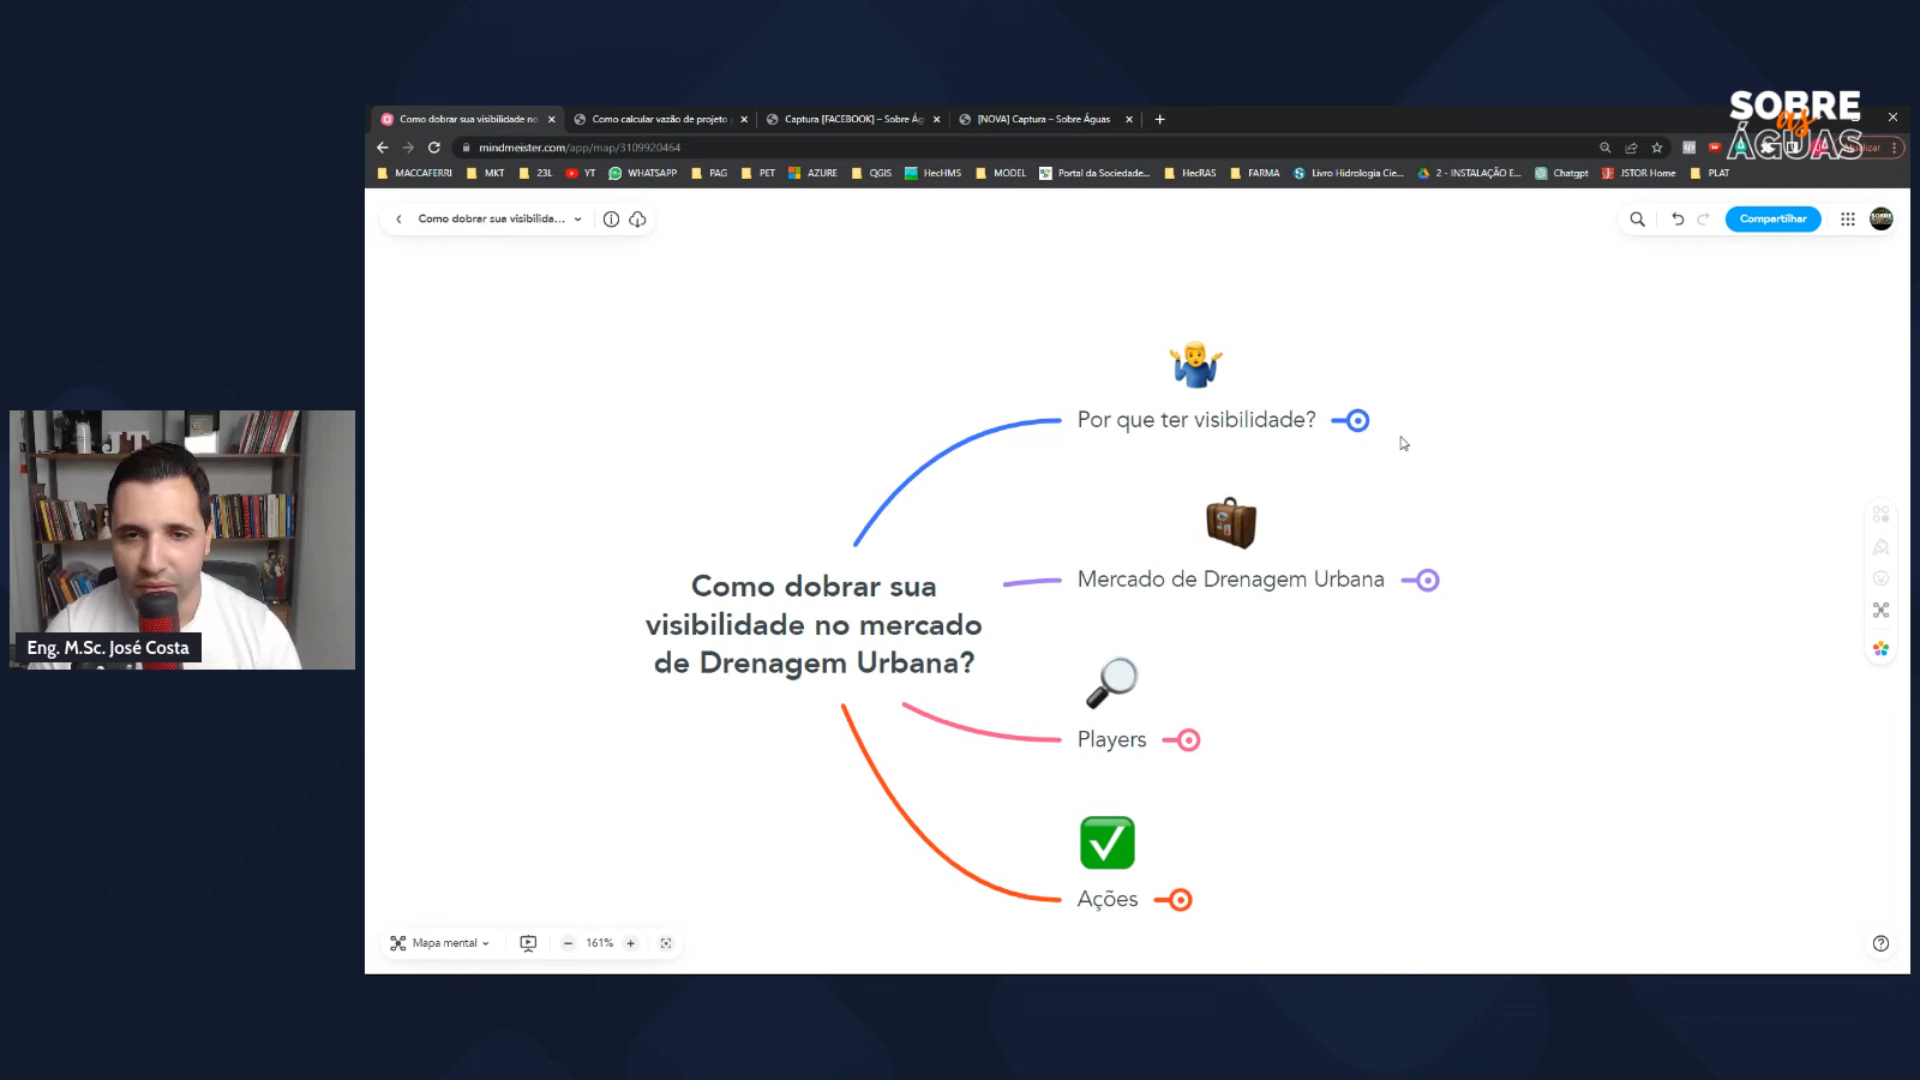 SOBRE
as
ÁGUAS
Como dobrar sua visibilidade no
Como calcular vazão de projeto
Captura [FACEBOOK] – Sobre Ág
[NOVA] Captura – Sobre Águas
mindmeister.com/app/map/3109920464
MACCAFERRI MKT 23L YT WHATSAPP PAG PET AZURE QGIS HecHMS MODEL Portal da Sociedade... HecRAS FARMA Livro Hidrologia Cie... 2 - INSTALAÇÃO E... Chatgpt JSTOR Home PLAT
Como dobrar sua visibilida...
Compartilhar
Por que ter visibilidade?
Mercado de Drenagem Urbana
Como dobrar sua
visibilidade no mercado
de Drenagem Urbana?
Players
Ações
Eng. M.Sc. José Costa
Mapa mental
161%